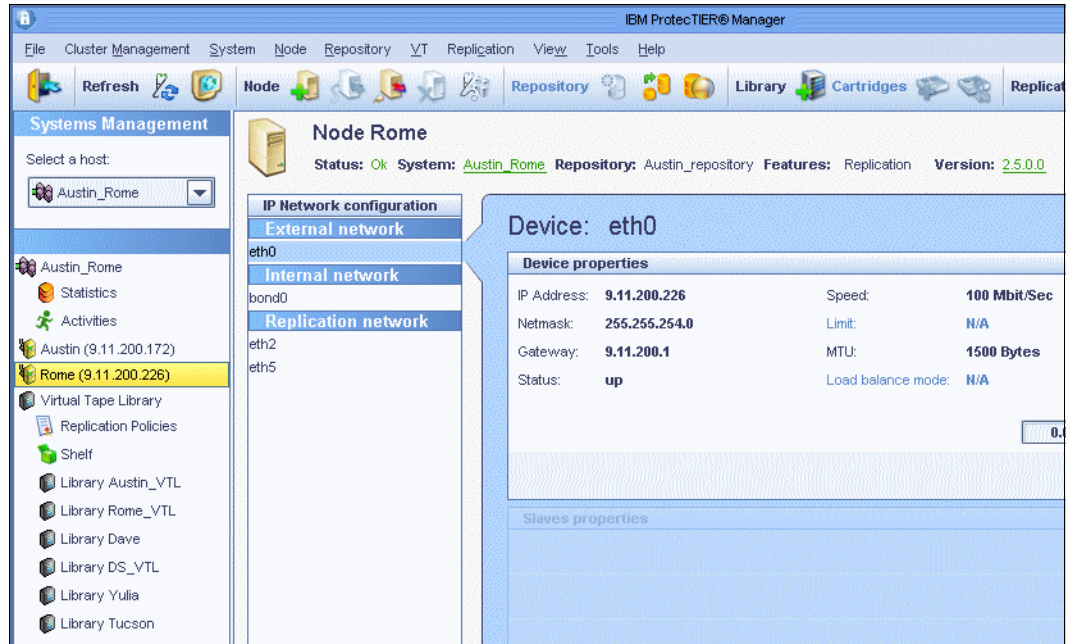 IBM ProtecTIER® Manager
File Cluster Management System Node Repository VT Replication View Tools Help
Refresh Node Repository Library Cartridges Replicat
Systems Management
Select a host:
Austin_Rome
Austin_Rome
Statistics
Activities
Austin (9.11.200.172)
Rome (9.11.200.226)
Virtual Tape Library
Replication Policies
Shelf
Library Austin_VTL
Library Rome_VTL
Library Dave
Library DS_VTL
Library Yulia
Library Tucson
Node Rome
Status: Ok System: Austin_Rome Repository: Austin_repository Features: Replication Version: 2.5.0.0
IP Network configuration
External network
eth0
Internal network
bond0
Replication network
eth2
eth5
Device: eth0
Device properties
IP Address: 9.11.200.226 Speed: 100 Mbit/Sec
Netmask: 255.255.254.0 Limit: N/A
Gateway: 9.11.200.1 MTU: 1500 Bytes
Status: up Load balance mode: N/A
Slaves properties